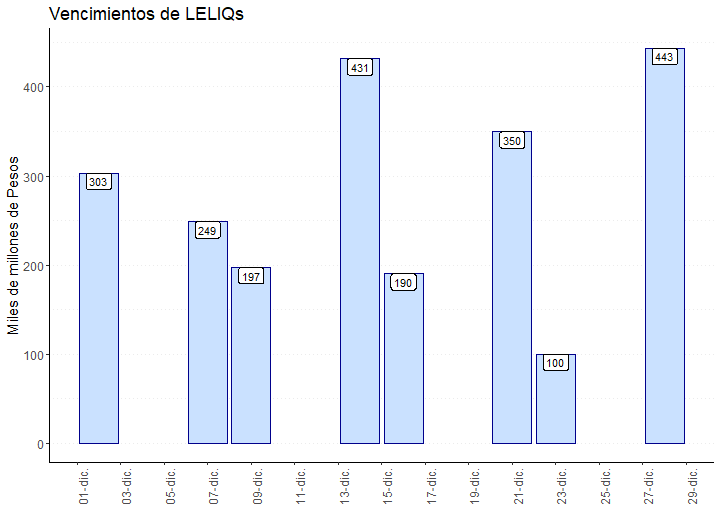 Vencimientos de LELIQs
Miles de millones de Pesos
400
300
200
100
0
303
249
197
431
190
350
100
443
01-dic.
03-dic.
05-dic.
07-dic.
09-dic.
11-dic.
13-dic.
15-dic.
17-dic.
19-dic.
21-dic.
23-dic.
25-dic.
27-dic.
29-dic.